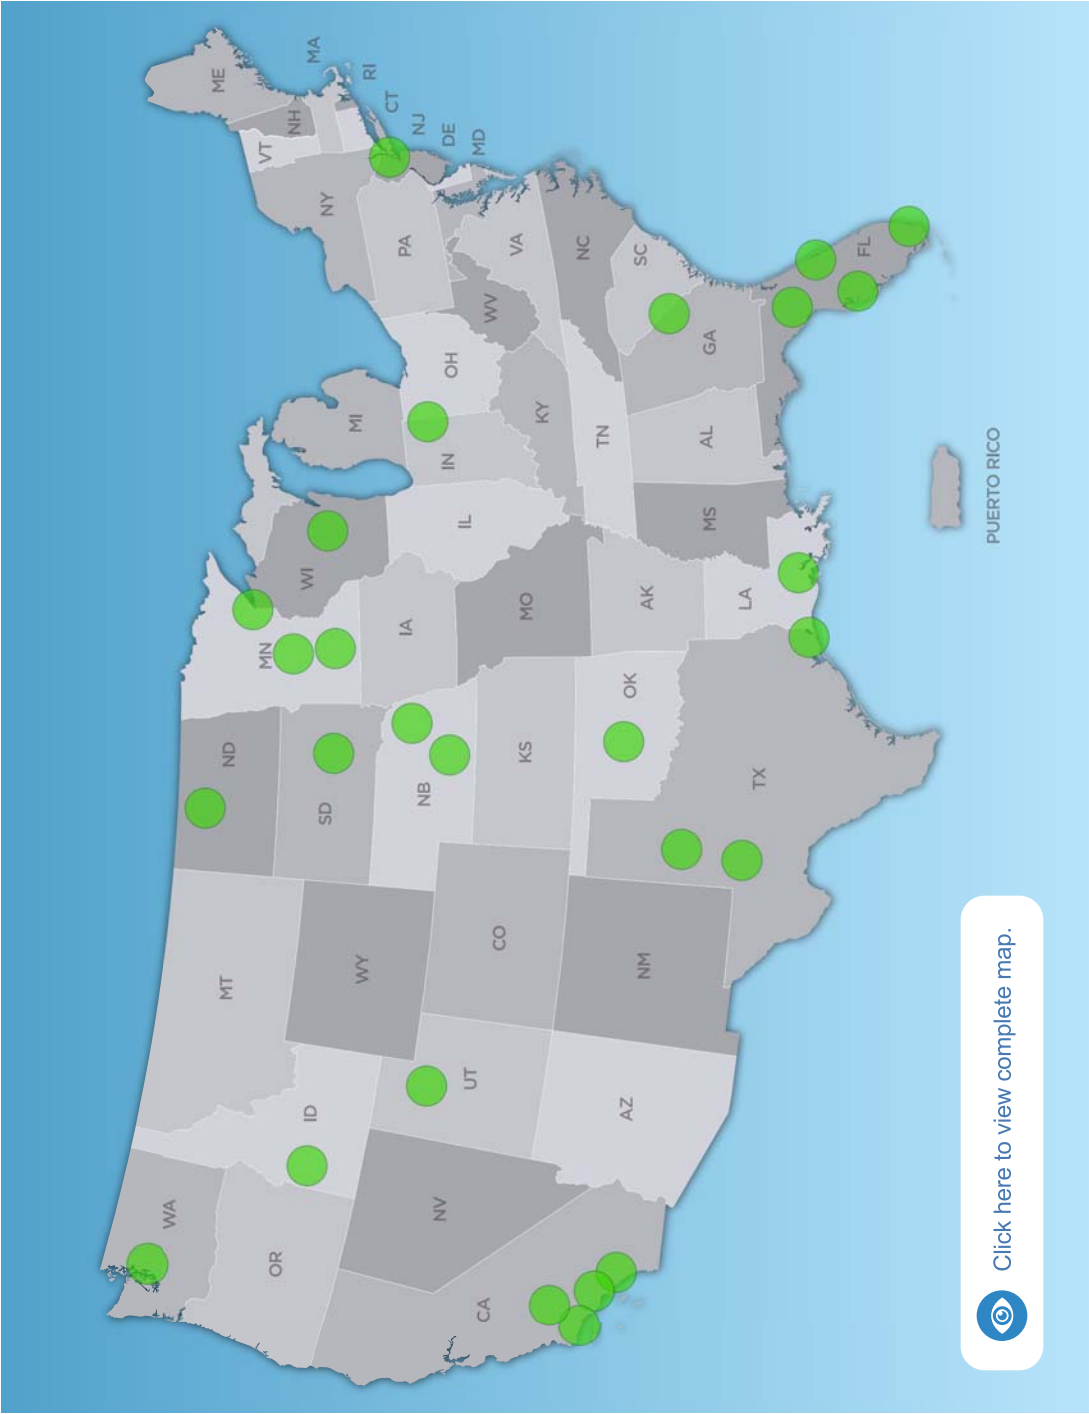 WA
OR
CA
NV
ID
MT
WY
UT
AZ
CO
NM
ND
SD
NB
KS
OK
TX
MN
IA
MO
AK
LA
WI
IL
MS
MI
IN
KY
TN
AL
OH
WV
GA
FL
SC
NC
VA
PA
NY
VT
NH
ME
MA
RI
CT
NJ
DE
MD
PUERTO RICO
Click here to view complete map.